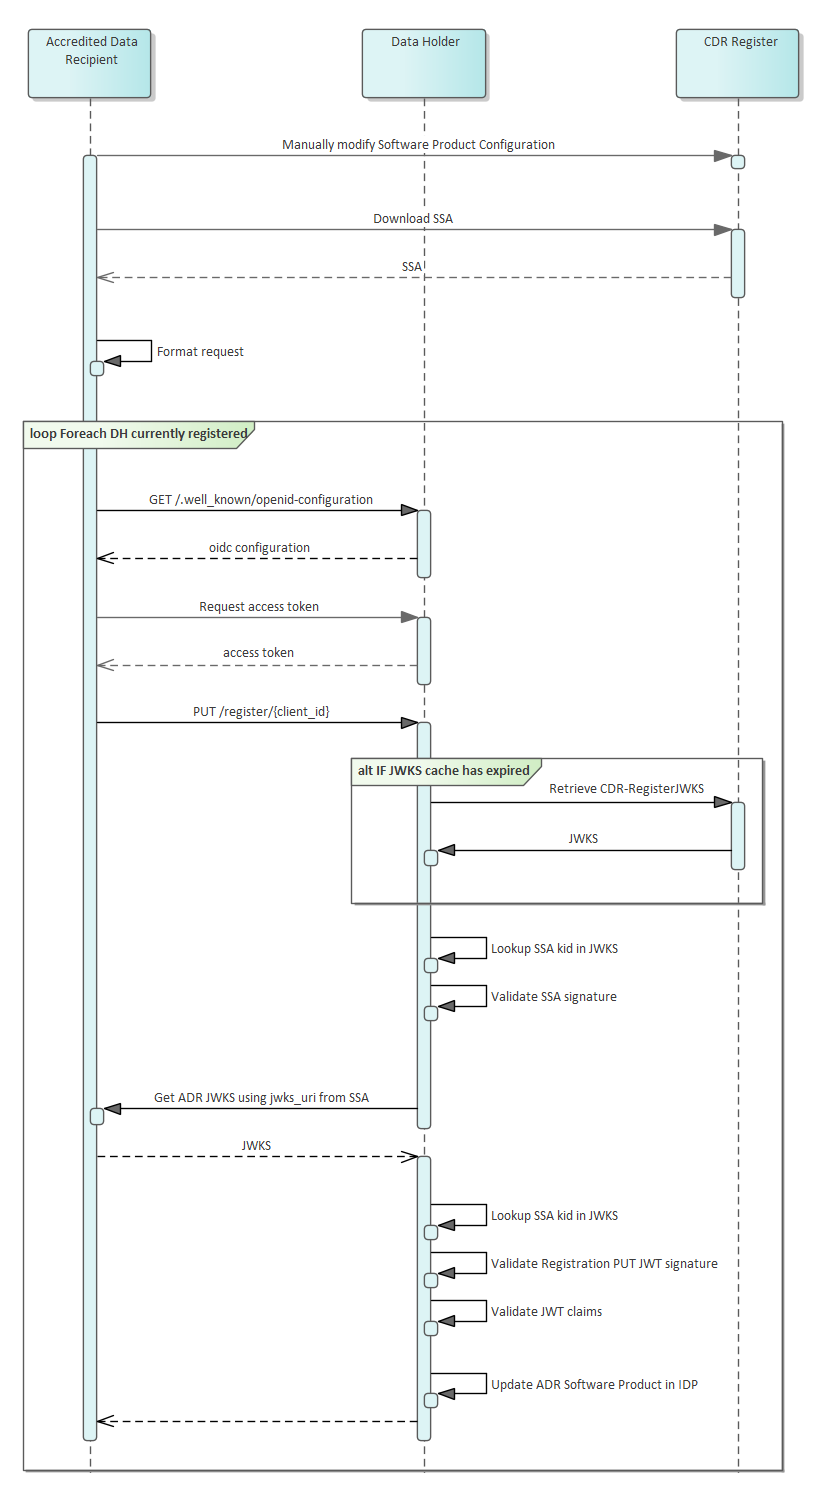 Accredited Data
Recipient
Data Holder
CDR Register
Manually modify Software Product Configuration
Download SSA
SSA
Format request
loop Foreach DH currently registered
GET /.well_known/openid-configuration
oidc configuration
Request access token
access token
PUT /register/{client_id}
alt IF JWKS cache has expired
Retrieve CDR-RegisterJWKS
JWKS
Lookup SSA kid in JWKS
Validate SSA signature
Get ADR JWKS using jwks_uri from SSA
JWKS
Lookup SSA kid in JWKS
Validate Registration PUT JWT signature
Validate JWT claims
Update ADR Software Product in IDP